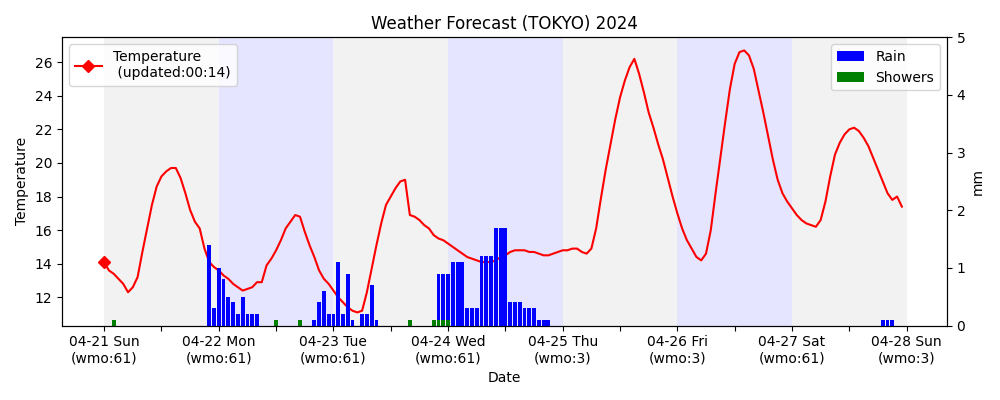 Weather Forecast (TOKYO) 2024
Temperature
(updated:00:14)
Rain
Showers
Temperature
26
24
22
20
18
16
14
12
5
4
3
2
1
0
mm
04-21 Sun
(wmo:61)
04-22 Mon
(wmo:61)
04-23 Tue
(wmo:61)
04-24 Wed
(wmo:61)
04-25 Thu
(wmo:3)
04-26 Fri
(wmo:3)
04-27 Sat
(wmo:61)
04-28 Sun
(wmo:3)
Date